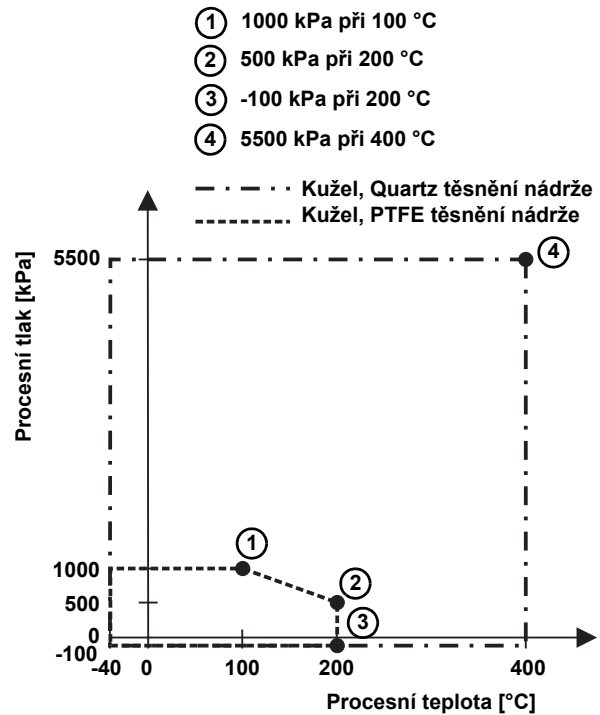 1 1000 kPa při 100 °C
2 500 kPa při 200 °C
3 -100 kPa při 200 °C
4 5500 kPa při 400 °C
Kužel, Quartz těsnění nádrže
Kužel, PTFE těsnění nádrže
5500
4
Procesní tlak [kPa]
1
1000
2
500
3
0
-100
-40 0 100 200 400
Procesní teplota [°C]